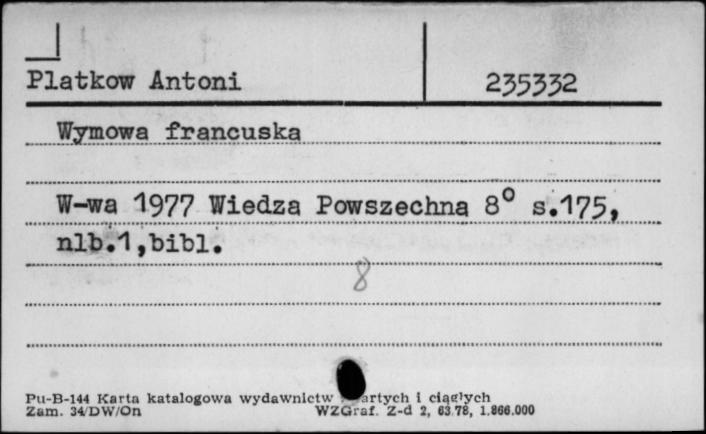 Platkow Antoni 235332
Wymowa francuska
W-wa 1977 Wiedza Powszechna 8° s.175,
nlb.1,bibl.
8
Pu-B-144 Karta katalogowa wydawnictw artych i ciągłych
Zam. 34/DW/On WZGraf. Z-d 2, 63.78, 1.866.000